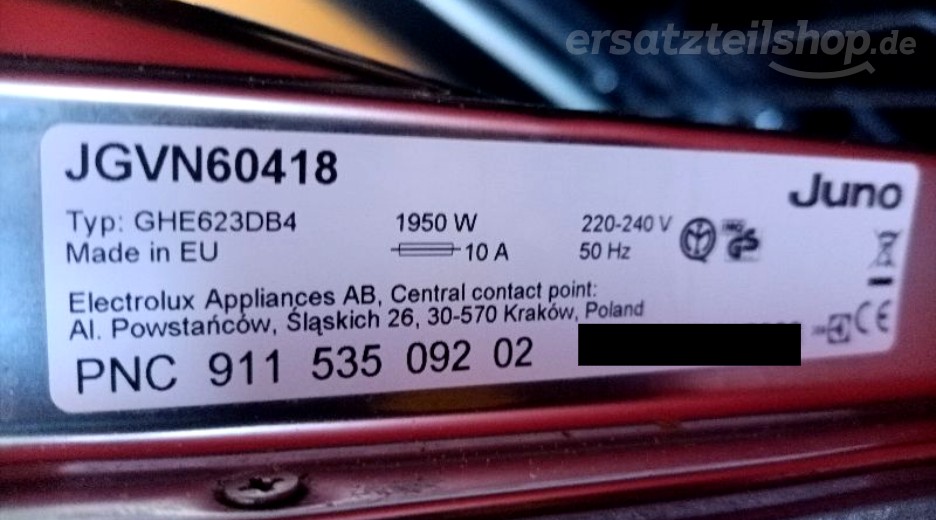 ersatzteilshop.de
JGVN60418
Juno
Typ: GHE623DB4 1950 W 220-240 V
Made in EU 10 A 50 Hz
Electrolux Appliances AB, Central contact point:
Al. Powstańców, Śląskich 26, 30-570 Kraków, Poland
PNC 911 535 092 02
CE